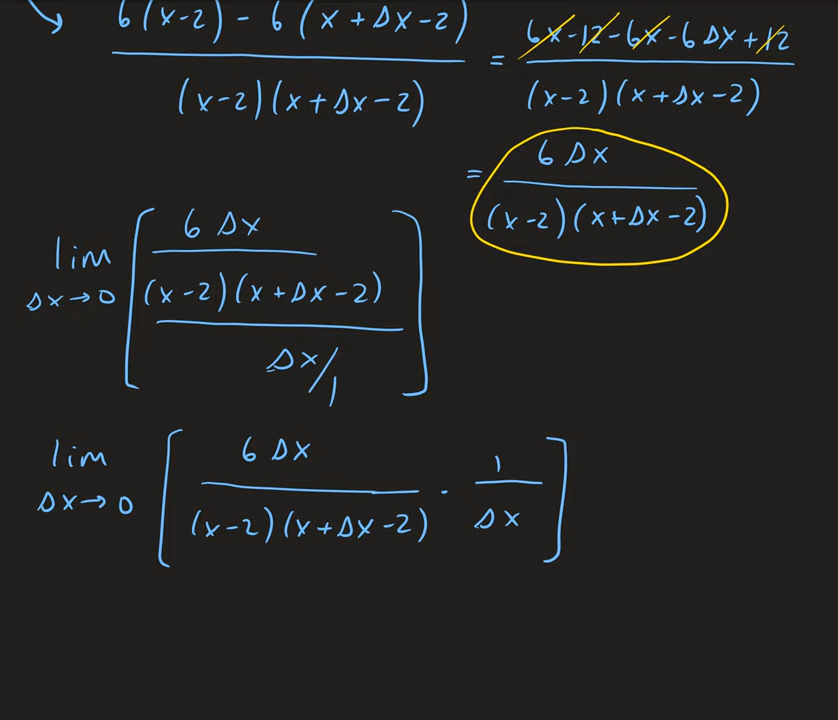 6(x-2) - 6(x+Δx-2) / (x-2)(x+Δx-2) = 6x-12-6x-6Δx+12 / (x-2)(x+Δx-2)
= 6Δx / (x-2)(x+Δx-2)
lim Δx→0 [ 6Δx / (x-2)(x+Δx-2) / Δx/1 ]
lim Δx→0 [ 6Δx / (x-2)(x+Δx-2) · 1 / Δx ]